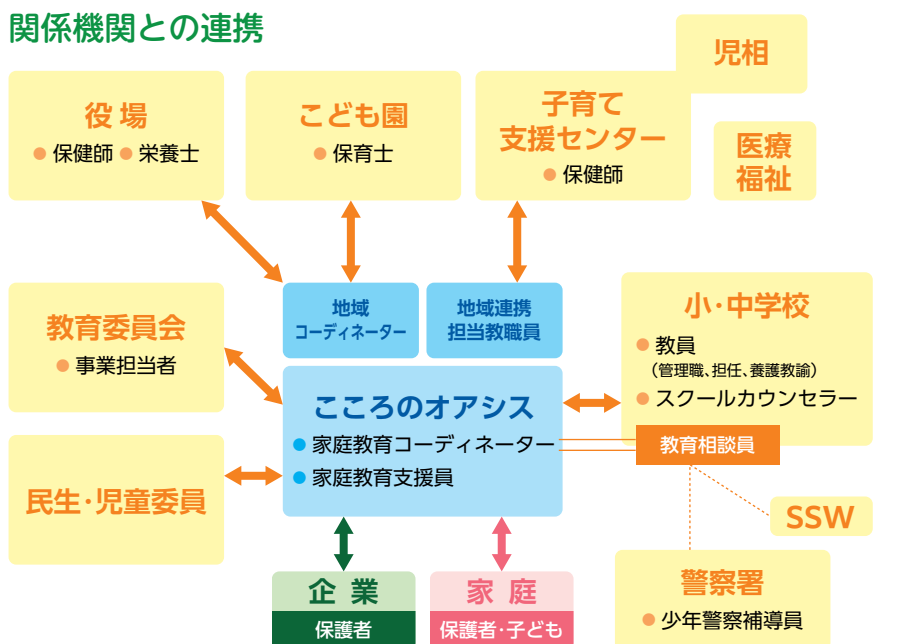 関係機関との連携
児相
役場
● 保健師 ● 栄養士
こども園
● 保育士
子育て
支援センター
● 保健師
医療
福祉
地域
コーディネーター
地域連携
担当教職員
教育委員会
● 事業担当者
小・中学校
● 教員
（管理職、担任、養護教諭）
● スクールカウンセラー
教育相談員
こころのオアシス
● 家庭教育コーディネーター
● 家庭教育支援員
民生・児童委員
SSW
企業
保護者
家庭
保護者・子ども
警察署
● 少年警察補導員